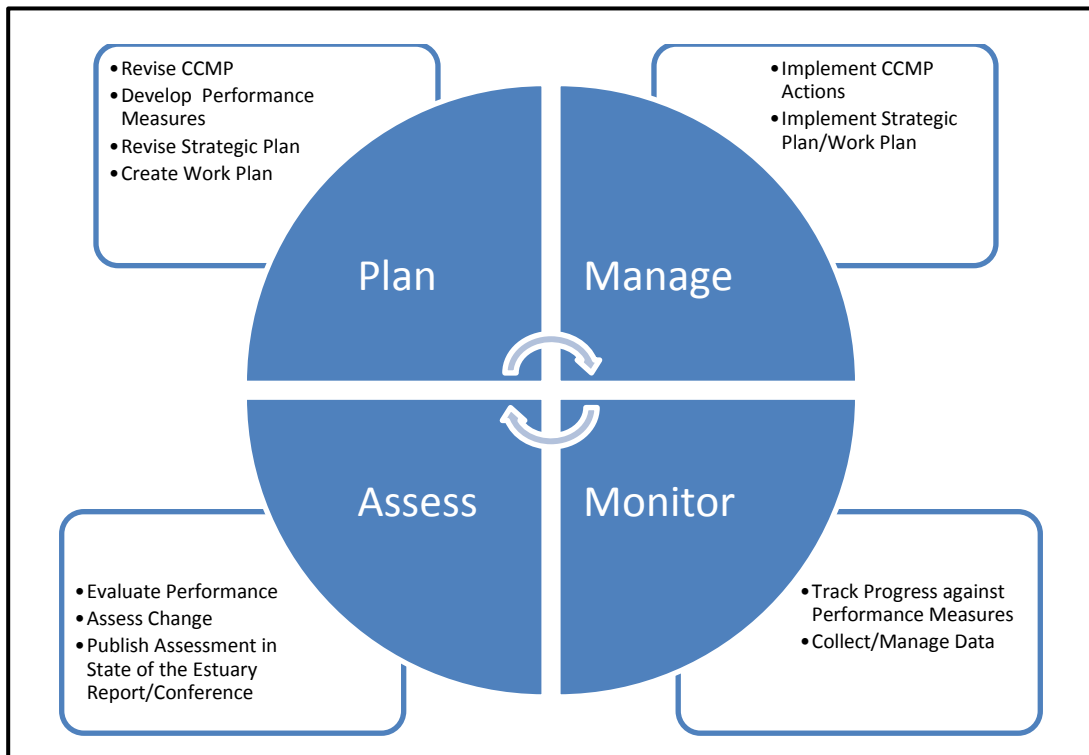 •Revise CCMP
•Develop Performance
Measures
•Revise Strategic Plan
•Create Work Plan
•Implement CCMP
Actions
•Implement Strategic
Plan/Work Plan
Plan
Manage
Assess
Monitor
•Evaluate Performance
•Assess Change
•Publish Assessment in
State of the Estuary
Report/Conference
•Track Progress against
Performance Measures
•Collect/Manage Data